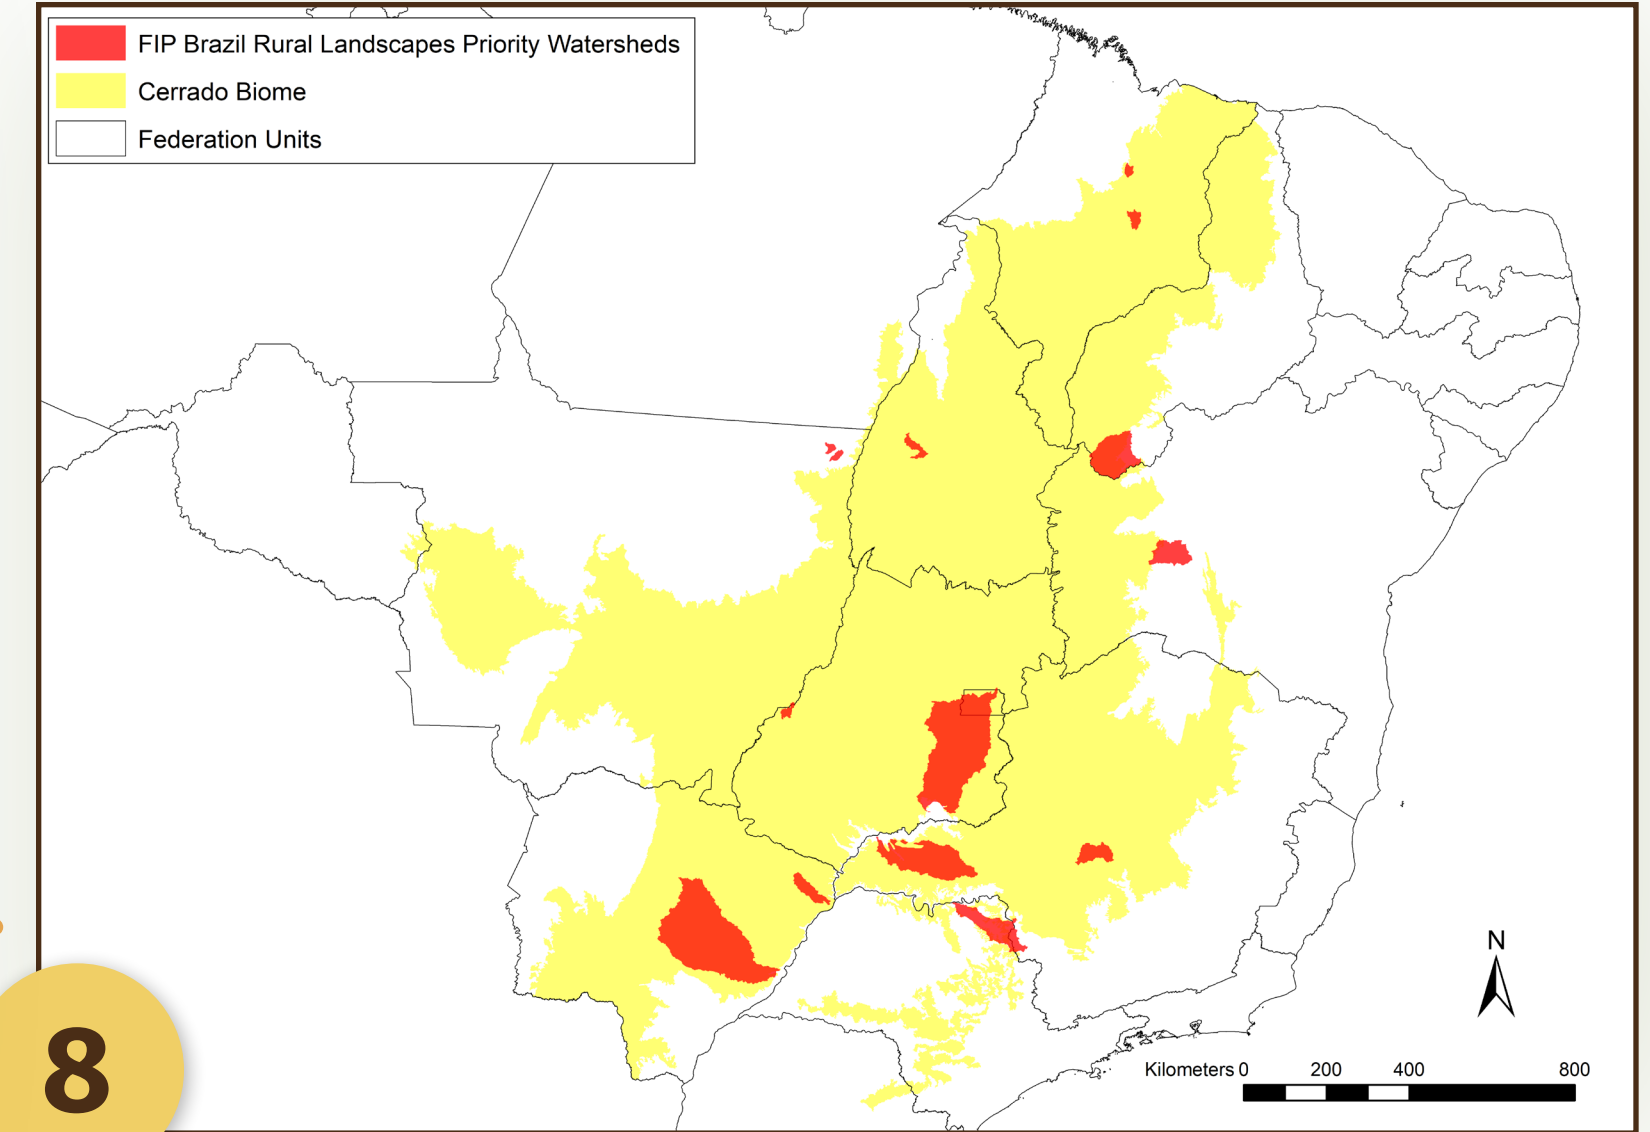 FIP Brazil Rural Landscapes Priority Watersheds
Cerrado Biome
Federation Units
N
Kilometers 0 200 400 800
8